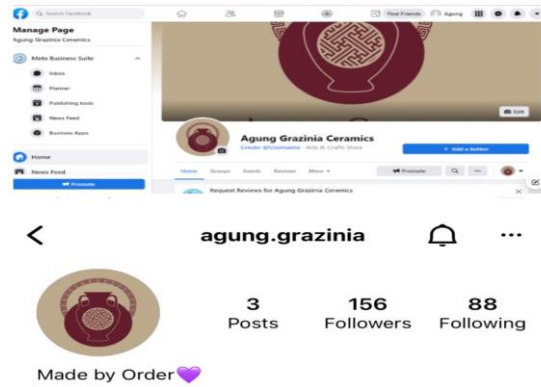 Search Facebook
Find Friends
Agung
Manage Page
Agung Grazinia Ceramics
Meta Business Suite
Inbox
Planner
Publishing tools
News Feed
Business Apps
Home
News Feed
Promote
Edit
Agung Grazinia Ceramics
Create @Username · Arts & Crafts Store
+ Add a button
Home Groups Events Reviews More
Promote
Request Reviews for Agung Grazinia Ceramics
agung.grazinia
3 156 88
Posts Followers Following
Made by Order💜